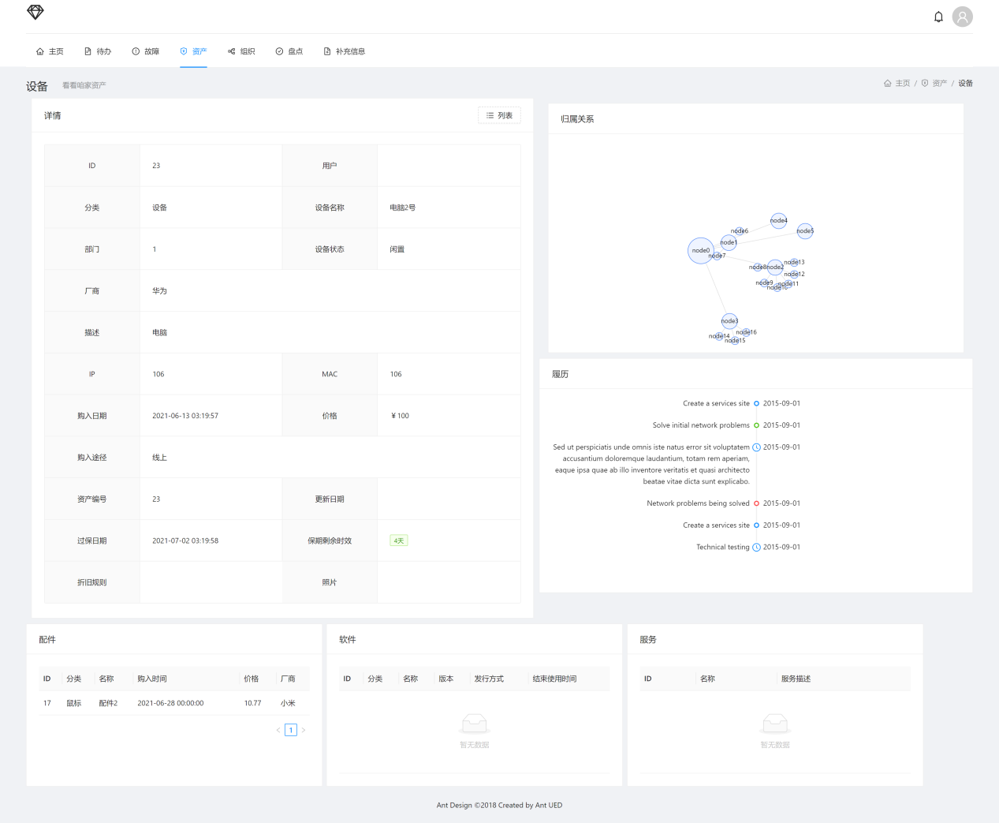 主页
待办
故障
资产
组织
盘点
补充信息
设备 看看咱家资产
主页 / 资产 / 设备
详情
列表
ID 23 用户
分类 设备 设备名称 电脑2号
部门 1 设备状态 闲置
厂商 华为
描述 电脑
IP 106 MAC 106
购入日期 2021-06-13 03:19:57 价格 ¥ 100
购入途径 线上
资产编号 23 更新日期
过保日期 2021-07-02 03:19:58 保期剩余时效 4天
折旧规则 照片
归属关系
node4
node6
node5
node1
node0
node7
node13
node8
node2
node12
node9
node11
node10
node3
node16
node14
node15
履历
Create a services site 2015-09-01
Solve initial network problems 2015-09-01
Sed ut perspiciatis unde omnis iste natus error sit voluptatem 2015-09-01
accusantium doloremque laudantium, totam rem aperiam,
eaque ipsa quae ab illo inventore veritatis et quasi architecto
beatae vitae dicta sunt explicabo.
Network problems being solved 2015-09-01
Create a services site 2015-09-01
Technical testing 2015-09-01
配件
ID 分类 名称 购入时间 价格 厂商
17 鼠标 配件2 2021-06-28 00:00:00 10.77 小米
< 1 >
软件
ID 分类 名称 版本 发行方式 结束使用时间
暂无数据
服务
ID 名称 服务描述
暂无数据
Ant Design ©2018 Created by Ant UED